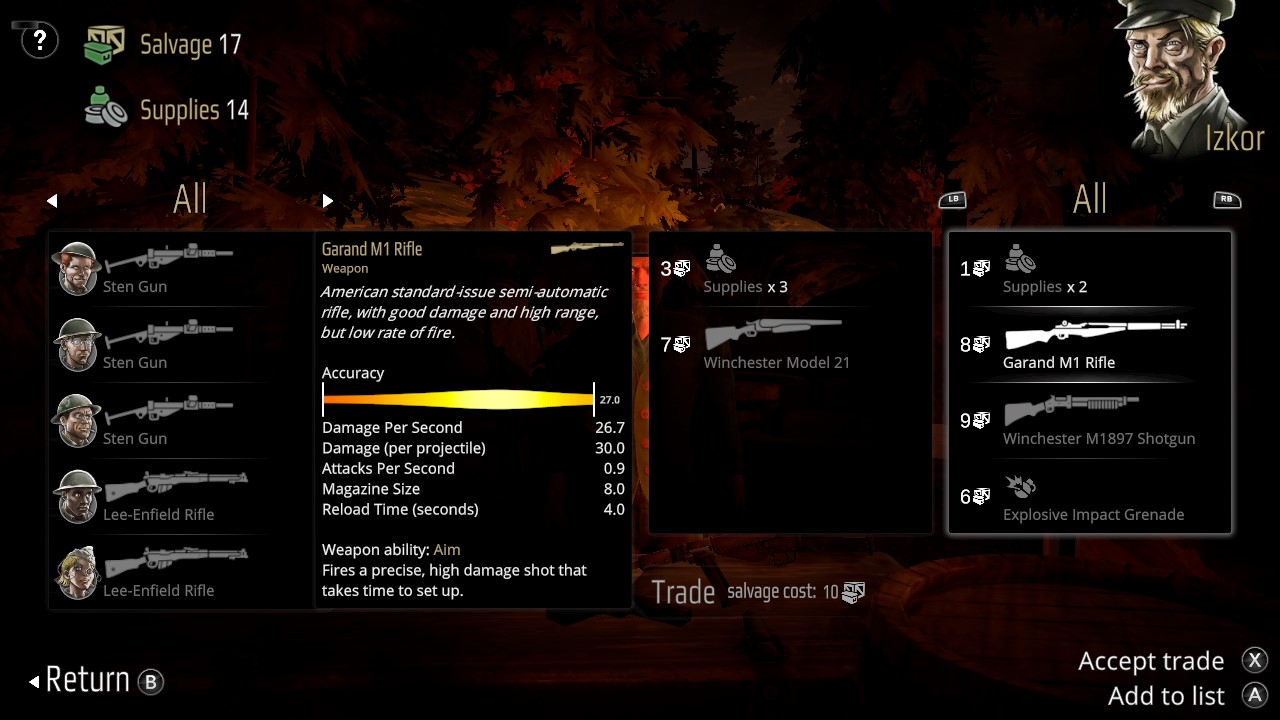 ?
Salvage 17
Supplies 14
Izkor
All
All
LB
RB
Sten Gun
Sten Gun
Sten Gun
Lee-Enfield Rifle
Lee-Enfield Rifle
Garand M1 Rifle
Weapon
American standard-issue semi-automatic
rifle, with good damage and high range,
but low rate of fire.
Accuracy
27.0
Damage Per Second 26.7
Damage (per projectile) 30.0
Attacks Per Second 0.9
Magazine Size 8.0
Reload Time (seconds) 4.0
Weapon ability: Aim
Fires a precise, high damage shot that
takes time to set up.
3
Supplies x 3
7
Winchester Model 21
1
Supplies x 2
8
Garand M1 Rifle
9
Winchester M1897 Shotgun
6
Explosive Impact Grenade
Trade salvage cost: 10
Return B
Accept trade X
Add to list A